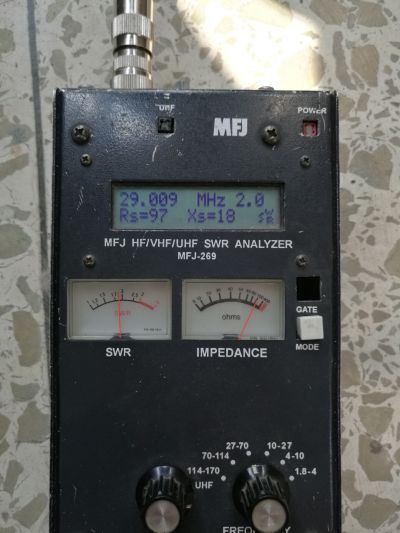 UHF
POWER
MFJ
29.009 MHz 2.0
Rs=97 Xs=18 SWR
MFJ HF/VHF/UHF SWR ANALYZER
MFJ-269
SWR
ohms
GATE
SWR
IMPEDANCE
MODE
27-70
10-27
70-114
4-10
114-170
1.8-4
UHF
FREQUENCY